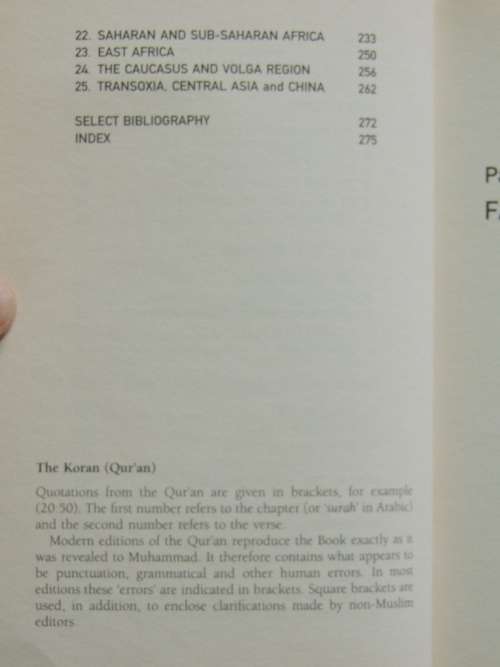 22. SAHARAN AND SUB-SAHARAN AFRICA 233
23. EAST AFRICA 250
24. THE CAUCASUS AND VOLGA REGION 256
25. TRANSOXIA, CENTRAL ASIA and CHINA 262
SELECT BIBLIOGRAPHY 272
INDEX 275
The Koran (Qur'an)
Quotations from the Qur'an are given in brackets, for example
(20:50). The first number refers to the chapter (or 'surah' in Arabic)
and the second number refers to the verse.
Modern editions of the Qur'an reproduce the Book exactly as it
was revealed to Muhammad. It therefore contains what appears to
be punctuation, grammatical and other human errors. In most
editions these 'errors' are indicated in brackets. Square brackets are
used, in addition, to enclose clarifications made by non-Muslim
editors.